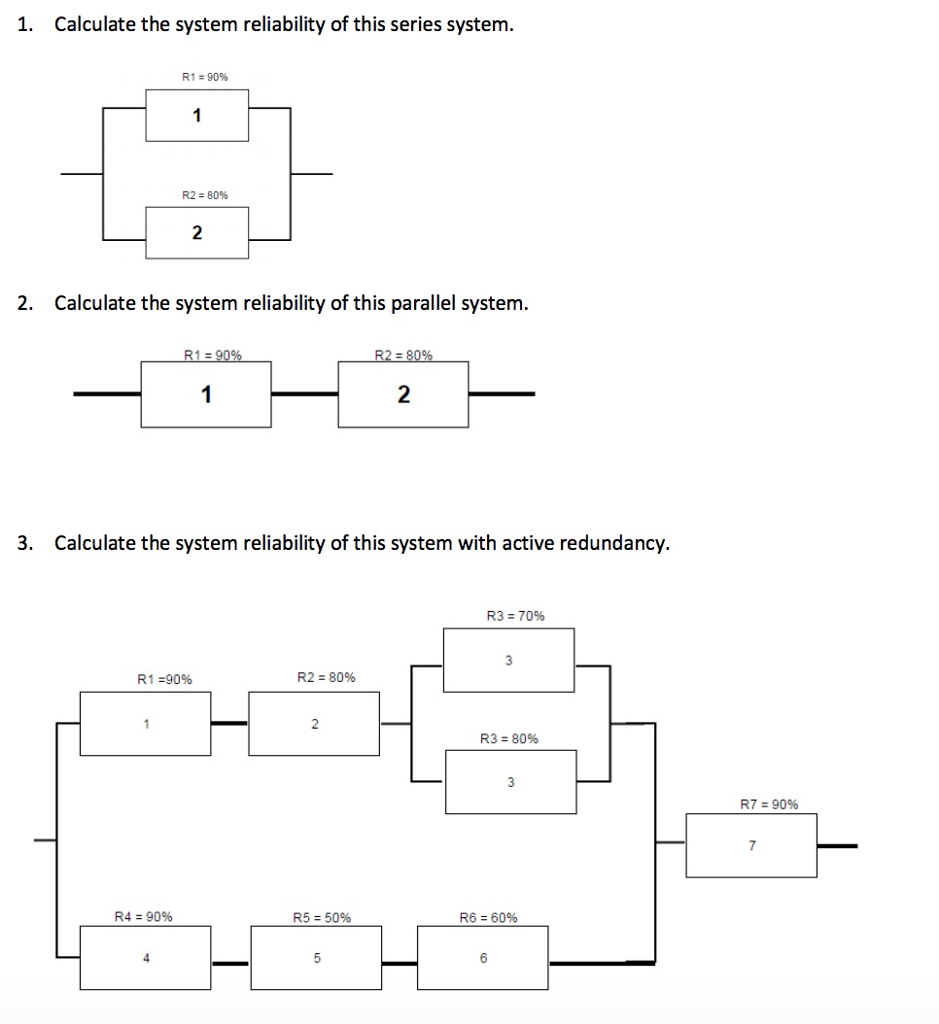 1. Calculate the system reliability of this series system.
R1 = 90%
1
R2 = 80%
2
2. Calculate the system reliability of this parallel system.
R1 = 90% R2 = 80%
1 2
3. Calculate the system reliability of this system with active redundancy.
R3 = 70%
3
R1 =90% R2 = 80%
1 2
R3 = 80%
3
R7 = 90%
7
R4 = 90% R5 = 50% R6 = 60%
4 5 6